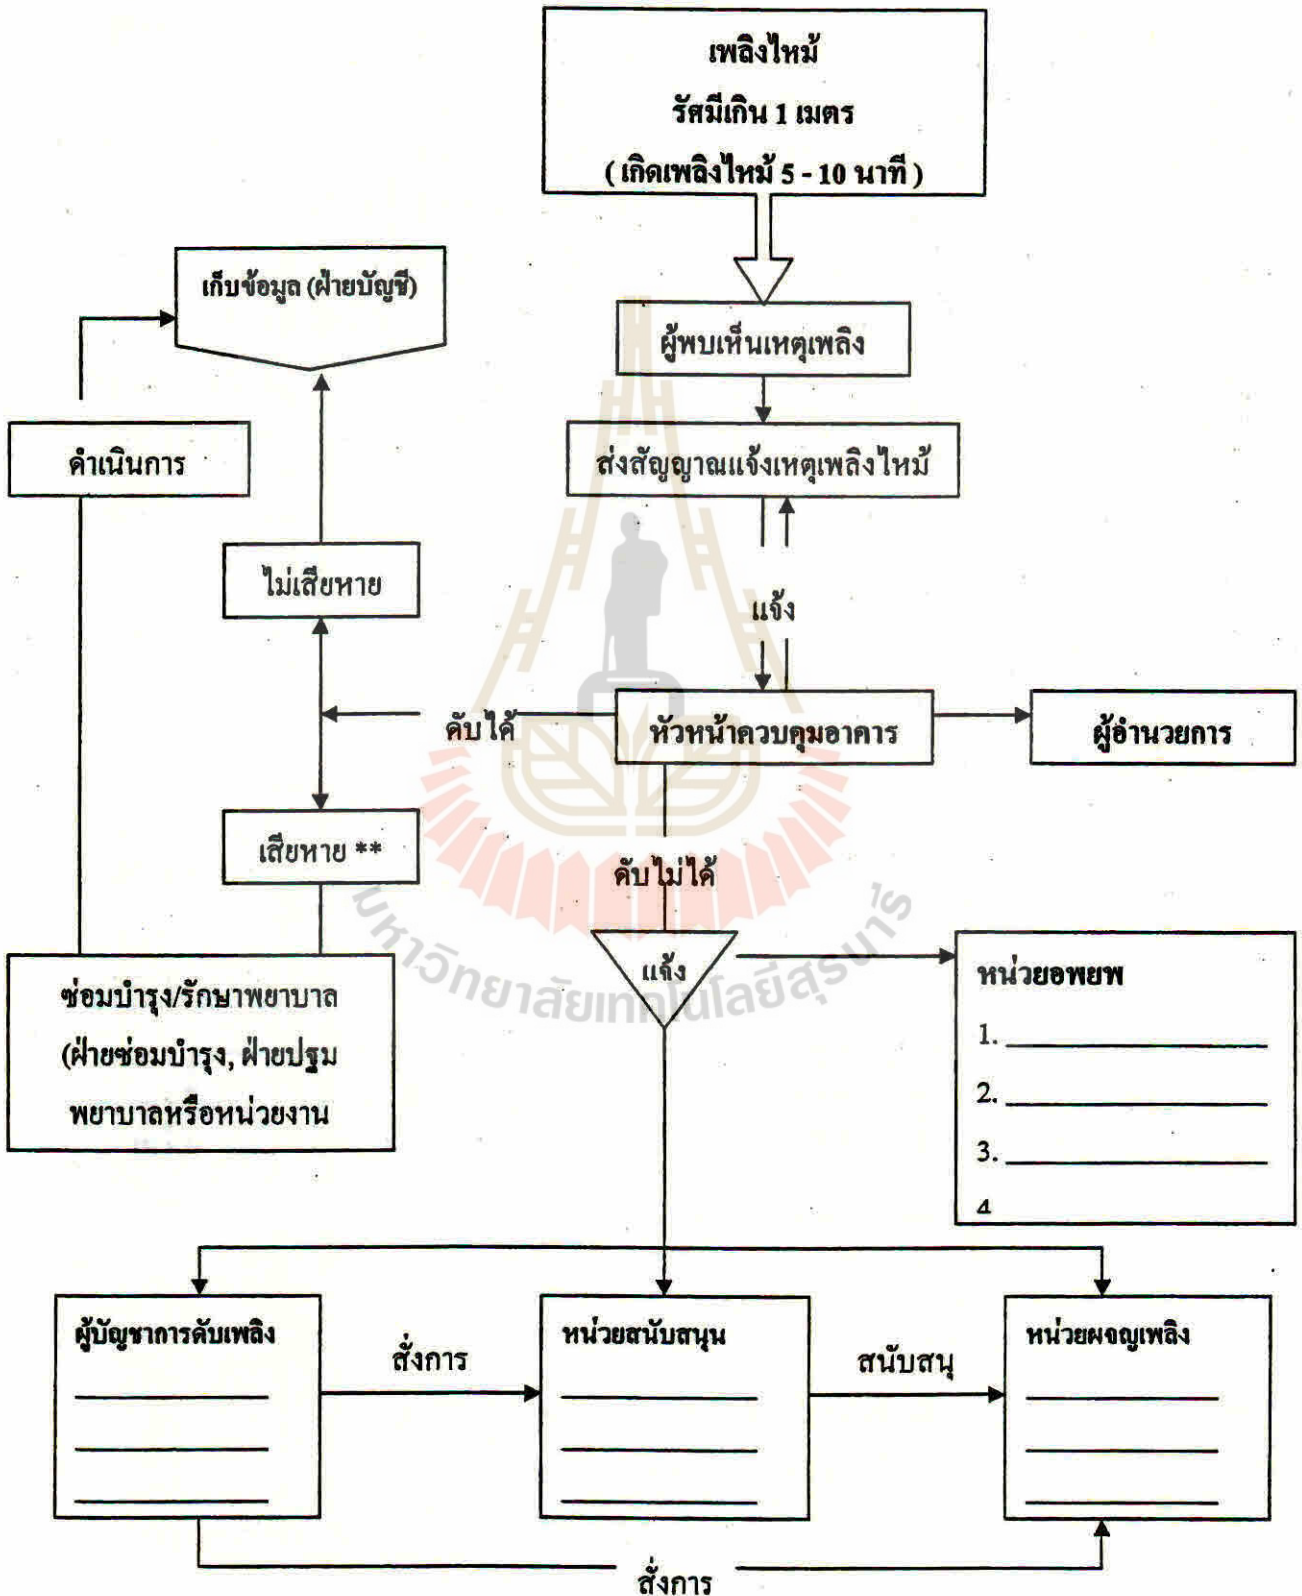 เพลิงไหม้
รัศมีเกิน 1 เมตร
( เกิดเพลิงไหม้ 5 - 10 นาที )
เก็บข้อมูล (ฝ่ายบัญชี)
ผู้พบเห็นเหตุเพลิง
ดำเนินการ
ส่งสัญญาณแจ้งเหตุเพลิงไหม้
ไม่เสียหาย
แจ้ง
ดับได้
หัวหน้าควบคุมอาคาร
ผู้อำนวยการ
เสียหาย **
ดับไม่ได้
มหาวิทยาลัยเทคโนโลยีสุรนารี
แจ้ง
หน่วยอพยพ
1.
2.
3.
4
ซ่อมบำรุง/รักษาพยาบาล
(ฝ่ายซ่อมบำรุง, ฝ่ายปฐม
พยาบาลหรือหน่วยงาน
ผู้บัญชาการดับเพลิง
สั่งการ
หน่วยสนับสนุน
สนับสนุ
หน่วยผจญเพลิง
สั่งการ